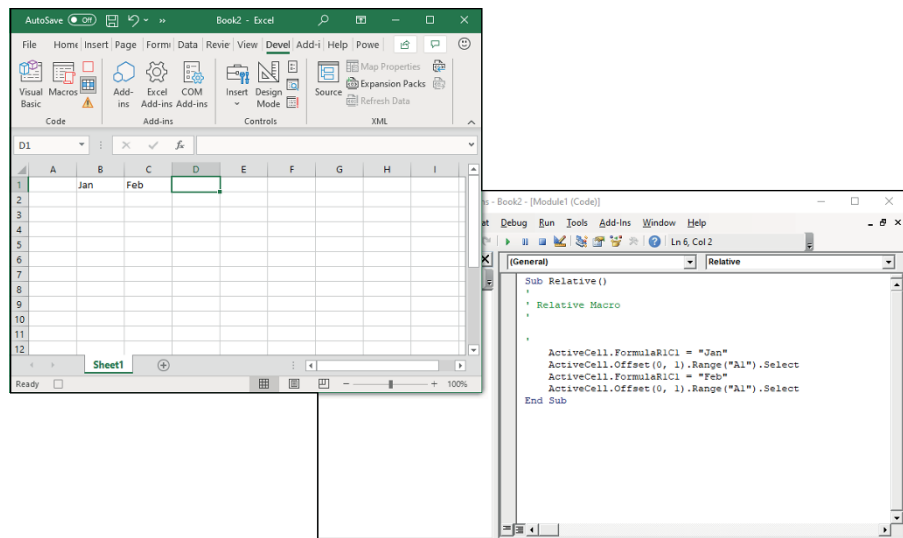 AutoSave Off Book2 - Excel
File Home Insert Page Formu Data Revie View Devel Add-i Help Powe
Visual Basic
Macros
Add-ins
Excel Add-ins
COM Add-ins
Insert
Design Mode
Source
Map Properties
Expansion Packs
Refresh Data
Code Add-ins Controls XML
D1 fx
A B C D E F G H I
1 Jan Feb
2
3
4
5
6
7
8
9
10
11
12
Sheet1
Ready 100%
ns - Book2 - [Module1 (Code)]
at Debug Run Tools Add-Ins Window Help
Ln 6, Col 2
(General) Relative
Sub Relative()
'
' Relative Macro
'
'
ActiveCell.FormulaR1C1 = "Jan"
ActiveCell.Offset(0, 1).Range("A1").Select
ActiveCell.FormulaR1C1 = "Feb"
ActiveCell.Offset(0, 1).Range("A1").Select
End Sub